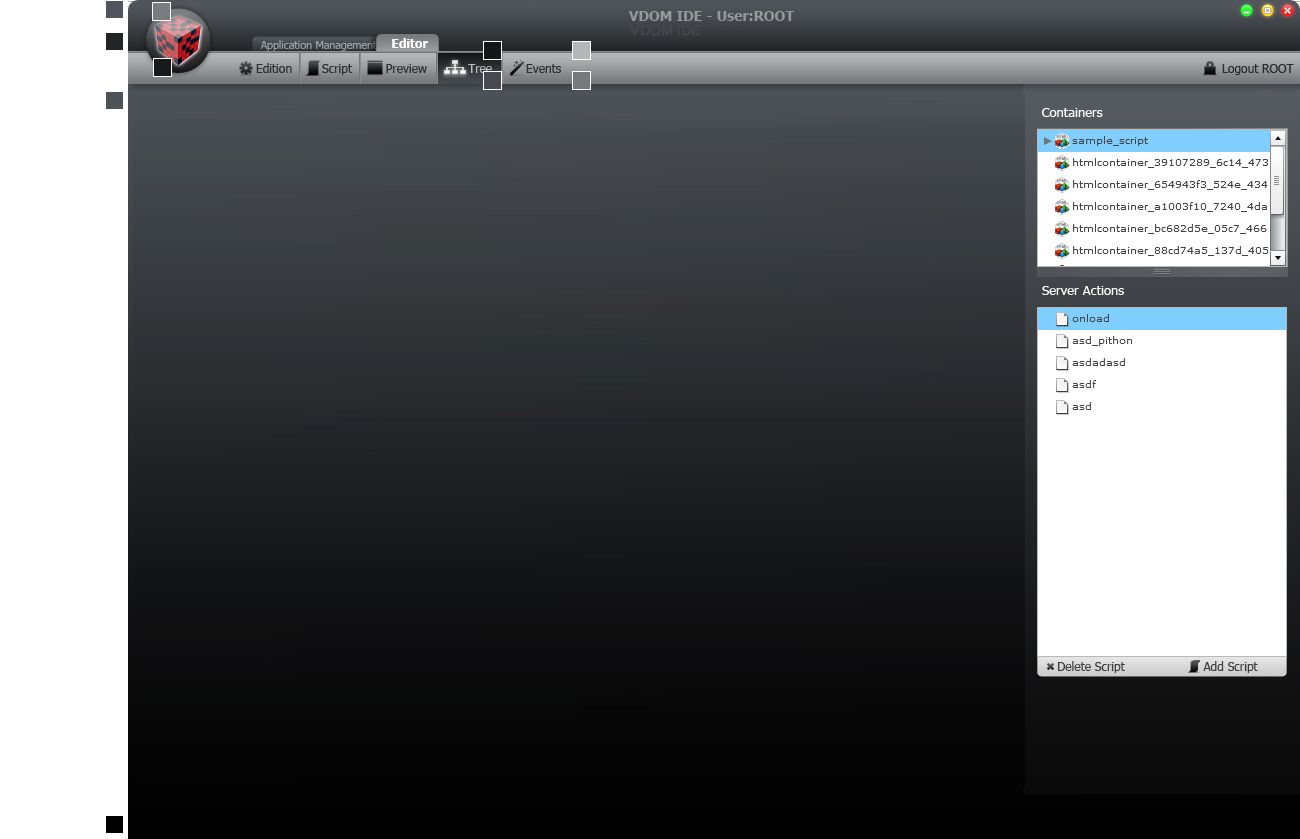 VDOM IDE - User:ROOT
VDOM IDE
Application Management
Editor
Edition
Script
Preview
Tree
Events
Logout ROOT
Containers
sample_script
htmlcontainer_39107289_6c14_473
htmlcontainer_654943f3_524e_434
htmlcontainer_a1003f10_7240_4da
htmlcontainer_bc682d5e_05c7_466
htmlcontainer_88cd74a5_137d_405
Server Actions
onload
asd_pithon
asdadasd
asdf
asd
Delete Script
Add Script